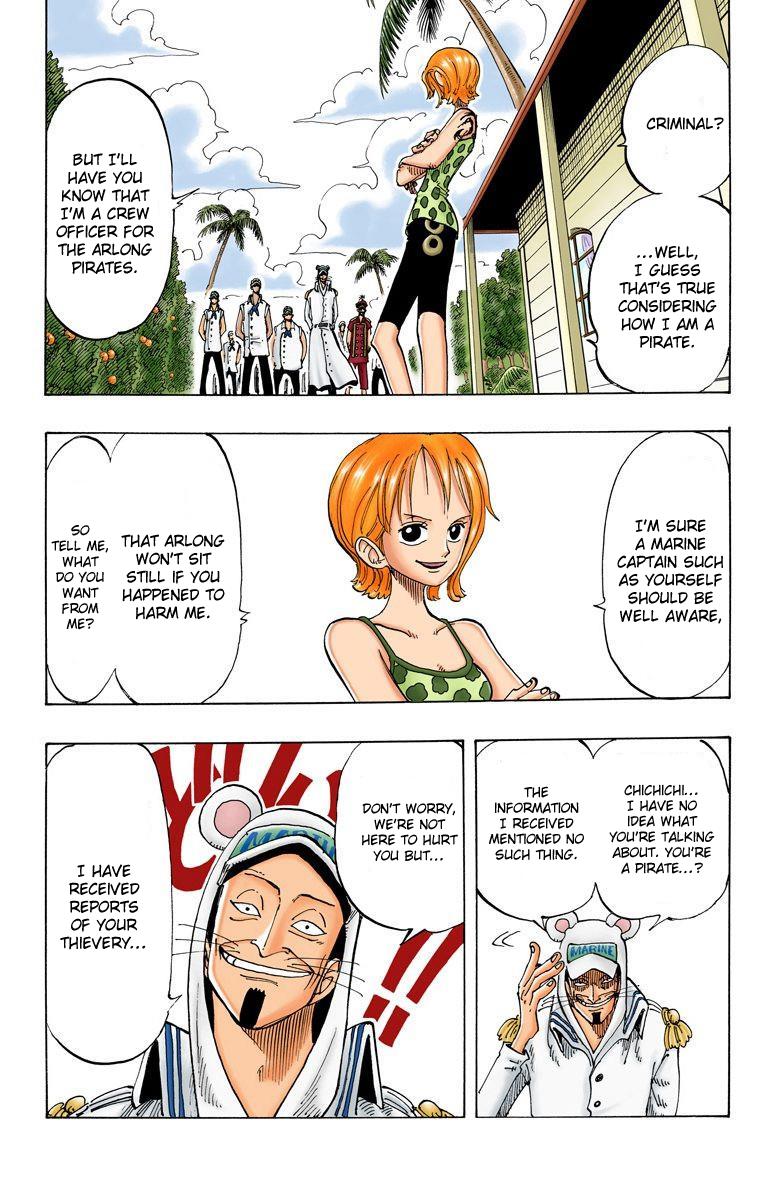 CRIMINAL?
...WELL,
I GUESS
THAT'S TRUE
CONSIDERING
HOW I AM A
PIRATE.
BUT I'LL
HAVE YOU
KNOW THAT
I'M A CREW
OFFICER FOR
THE ARLONG
PIRATES.
I'M SURE
A MARINE
CAPTAIN SUCH
AS YOURSELF
SHOULD BE
WELL AWARE,
THAT ARLONG
WON'T SIT
STILL IF YOU
HAPPENED TO
HARM ME.
SO
TELL ME,
WHAT
DO YOU
WANT
FROM
ME?
CHICHICHI...
I HAVE NO
IDEA WHAT
YOU'RE TALKING
ABOUT. YOU'RE
A PIRATE...?
THE
INFORMATION
I RECEIVED
MENTIONED NO
SUCH THING.
MARINE
DON'T WORRY,
WE'RE NOT
HERE TO HURT
YOU BUT...
I HAVE
RECEIVED
REPORTS
OF YOUR
THIEVERY...
MARINE
!!